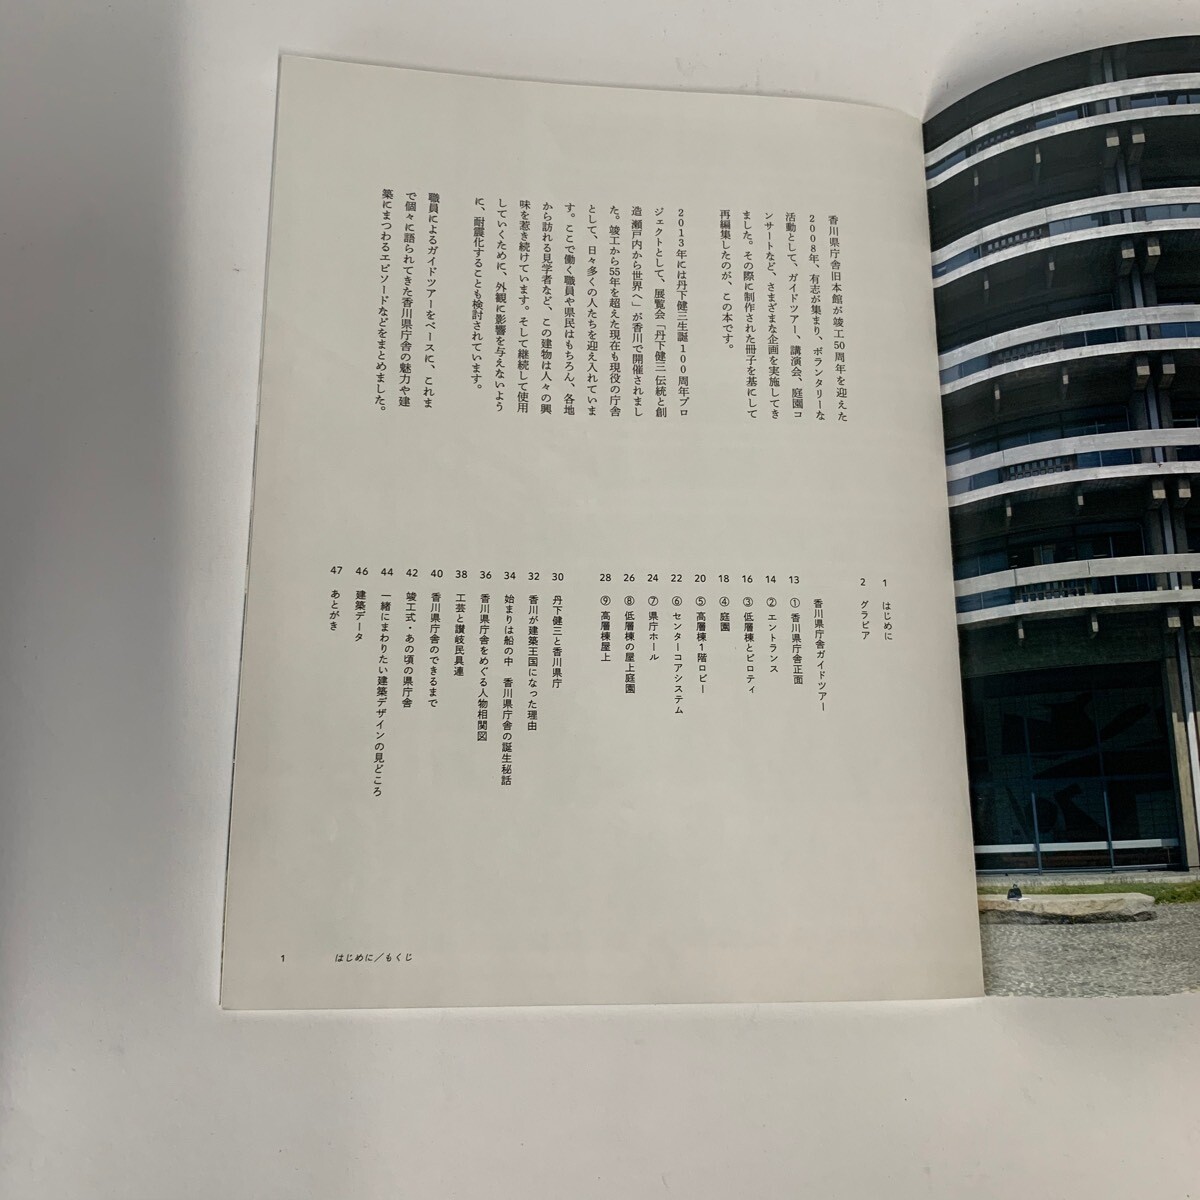 香川県庁舎旧本館が竣工50周年を迎えた
2008年、有志が集まり、ボランタリーな
活動として、ガイドツアー、講演会、庭園コ
ンサートなど、さまざまな企画を実施してき
ました。その際に制作された冊子を基にして
再編集したのが、この本です。
2013年には丹下健三生誕100周年プロ
ジェクトとして、展覧会「丹下健三 伝統と創
造 瀬戸内から世界へ」が香川で開催されまし
た。竣工から55年を超えた現在も現役の庁舎
として、日々多くの人たちを迎え入れていま
す。ここで働く職員や県民はもちろん、各地
から訪れる見学者など、この建物は人々の興
味を惹き続けています。そして継続して使用
していくために、外観に影響を与えないよう
に、耐震化することも検討されています。
職員によるガイドツアーをベースに、これま
で個々に語られてきた香川県庁舎の魅力や建
築にまつわるエピソードなどをまとめました。
1 はじめに
2 グラビア
香川県庁舎ガイドツアー
13 ① 香川県庁舎正面
14 ② エントランス
16 ③ 低層棟とピロティ
18 ④ 庭園
20 ⑤ 高層棟1階ロビー
22 ⑥ センターコアシステム
24 ⑦ 県庁ホール
26 ⑧ 低層棟の屋上庭園
28 ⑨ 高層棟屋上
30 丹下健三と香川県庁
32 香川が建築王国になった理由
34 始まりは船の中 香川県庁舎の誕生秘話
36 香川県庁舎をめぐる人物相関図
38 工芸と讃岐民具連
40 香川県庁舎のできるまで
42 竣工式・あの頃の県庁舎
44 一緒にまわりたい建築デザインの見どころ
46 建築データ
47 あとがき
1 はじめに／もくじ